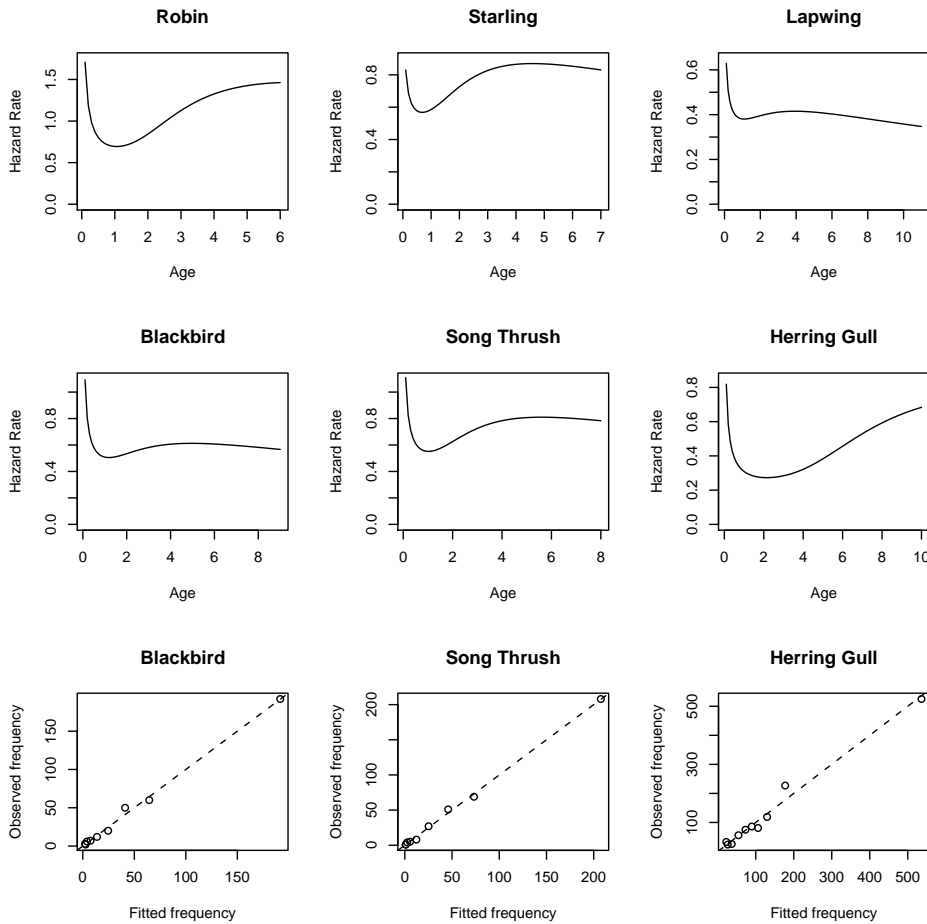 Robin
Starling
Lapwing
Hazard Rate
0.0 0.5 1.0 1.5
0 1 2 3 4 5 6
Age
Hazard Rate
0.0 0.4 0.8
0 1 2 3 4 5 6 7
Age
Hazard Rate
0.0 0.2 0.4 0.6
0 2 4 6 8 10
Age
Blackbird
Song Thrush
Herring Gull
Hazard Rate
0.0 0.4 0.8
0 2 4 6 8
Age
Hazard Rate
0.0 0.4 0.8
0 2 4 6 8
Age
Hazard Rate
0.0 0.2 0.4 0.6 0.8
0 2 4 6 8 10
Age
Blackbird
Song Thrush
Herring Gull
Observed frequency
0 50 100 150
0 50 100 150
Fitted frequency
Observed frequency
0 50 100 200
0 50 100 150 200
Fitted frequency
Observed frequency
100 300 500
100 200 300 400 500
Fitted frequency